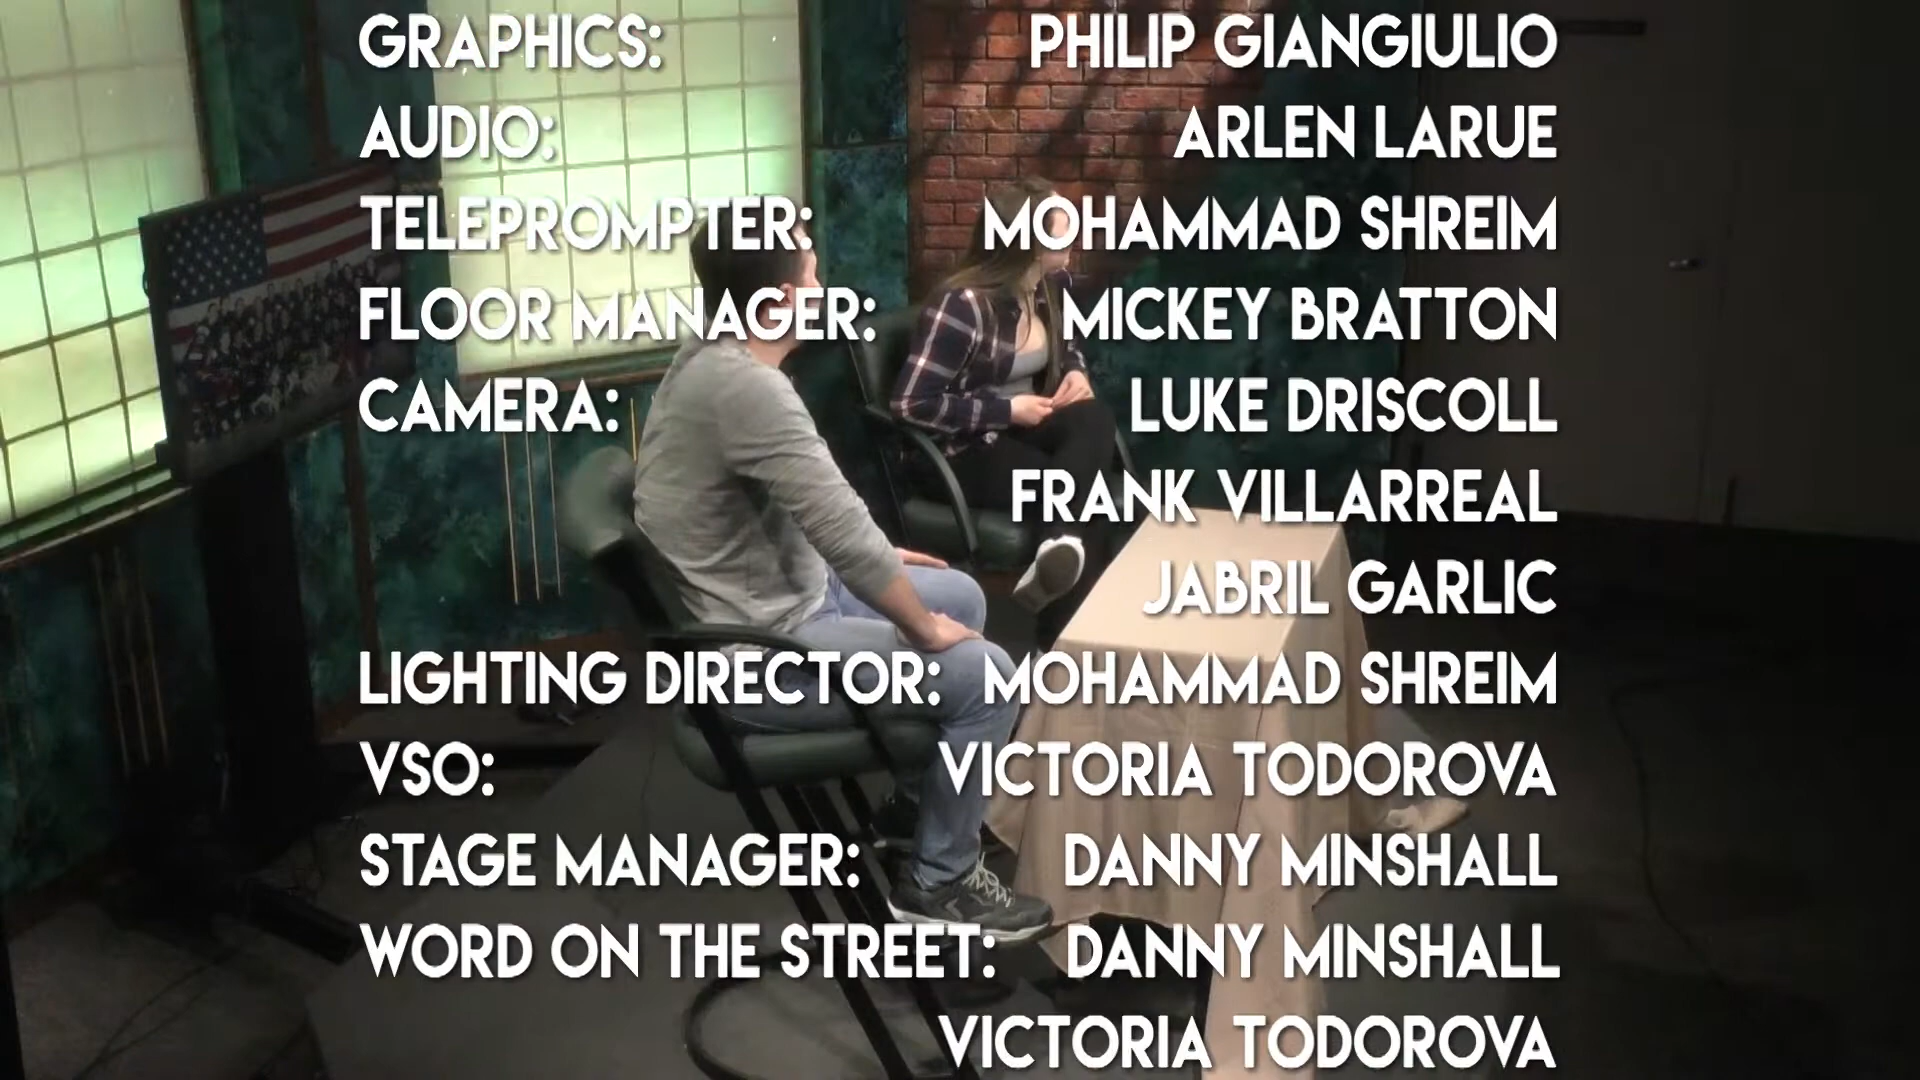 GRAPHICS: PHILIP GIANGIULIO
AUDIO: ARLEN LARUE
TELEPROMPTER: MOHAMMAD SHREIM
FLOOR MANAGER: MICKEY BRATTON
CAMERA: LUKE DRISCOLL
FRANK VILLARREAL
JABRIL GARLIC
LIGHTING DIRECTOR: MOHAMMAD SHREIM
VSO: VICTORIA TODOROVA
STAGE MANAGER: DANNY MINSHALL
WORD ON THE STREET: DANNY MINSHALL
VICTORIA TODOROVA